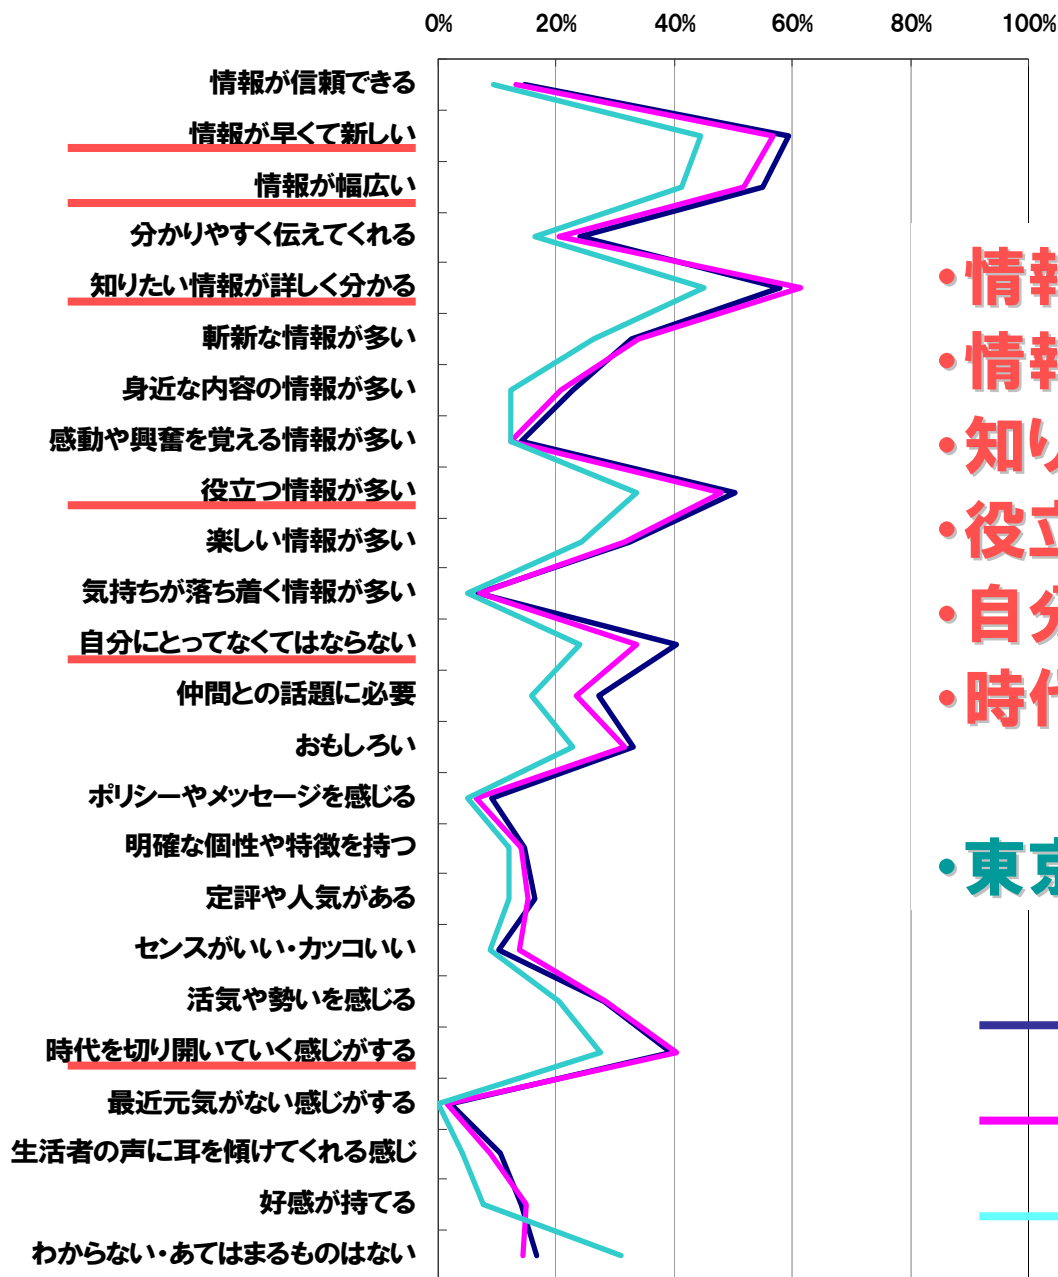 0% 20% 40% 60% 80% 100%
情報が信頼できる
情報が早くて新しい
情報が幅広い
分かりやすく伝えてくれる
知りたい情報が詳しく分かる
斬新な情報が多い
身近な内容の情報が多い
感動や興奮を覚える情報が多い
役立つ情報が多い
楽しい情報が多い
気持ちが落ち着く情報が多い
自分にとってなくてはならない
仲間との話題に必要
おもしろい
ポリシーやメッセージを感じる
明確な個性や特徴を持つ
定評や人気がある
センスがいい・カッコいい
活気や勢いを感じる
時代を切り開いていく感じがする
最近元気がない感じがする
生活者の声に耳を傾けてくれる感じ
好感が持てる
わからない・あてはまるものはない
・情報
・情報
・知り
・役立
・自分
・時代
・東京